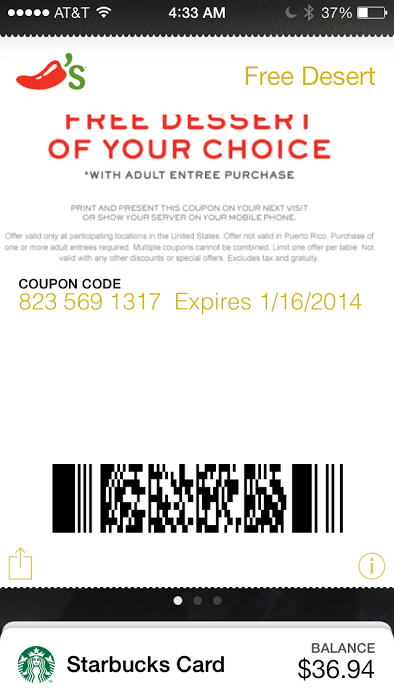 AT&T 4:33 AM 37%
's Free Desert
FREE DESSERT
OF YOUR CHOICE
*WITH ADULT ENTREE PURCHASE
PRINT AND PRESENT THIS COUPON ON YOUR NEXT VISIT
OR SHOW YOUR SERVER ON YOUR MOBILE PHONE.
Offer valid only at participating locations in the United States. Offer not valid in Puerto Rico. Purchase of
one or more adult entrees required. Multiple coupons cannot be combined. Limit one offer per table. Not
valid with any other discounts or special offers. Excludes tax and gratuity.
COUPON CODE
823 569 1317 Expires 1/16/2014
i
Starbucks Card
BALANCE
$36.94